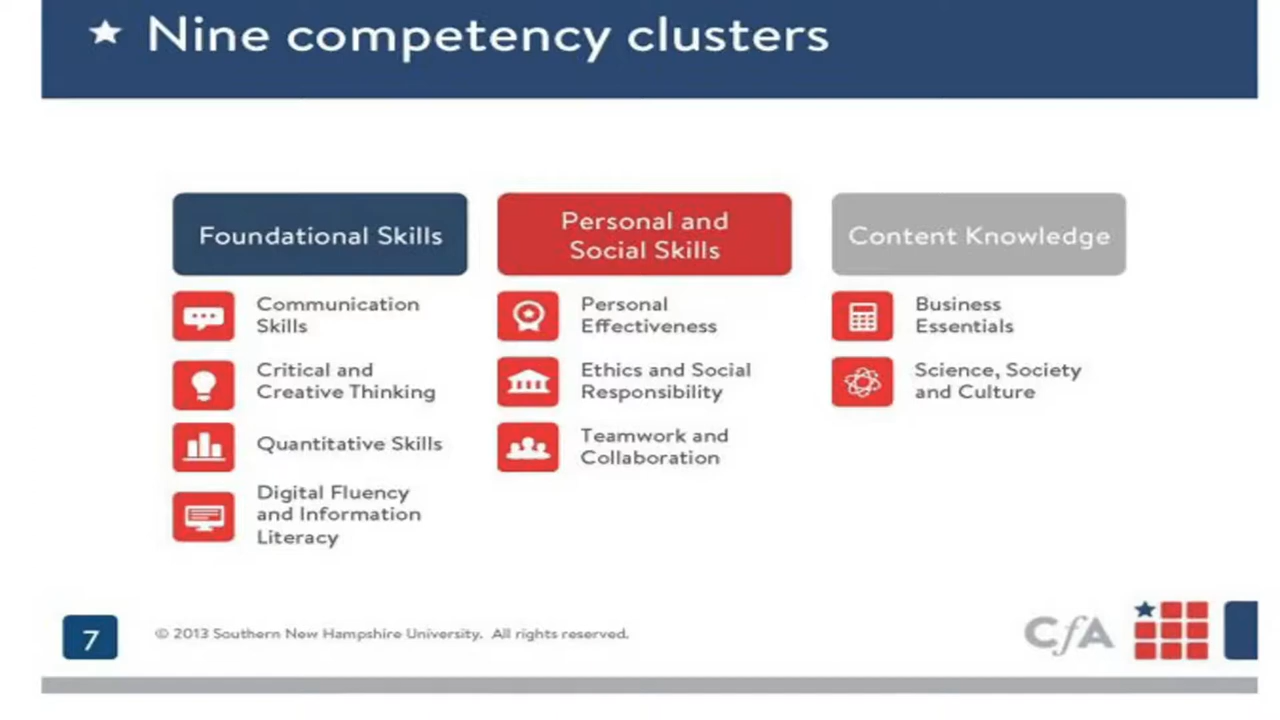 Nine competency clusters
Foundational Skills
Communication
Skills
Critical and
Creative Thinking
Quantitative Skills
Digital Fluency
and Information
Literacy
Personal and
Social Skills
Personal
Effectiveness
Ethics and Social
Responsibility
Teamwork and
Collaboration
Content Knowledge
Business
Essentials
Science, Society
and Culture
7
© 2013 Southern New Hampshire University. All rights reserved.
CfA